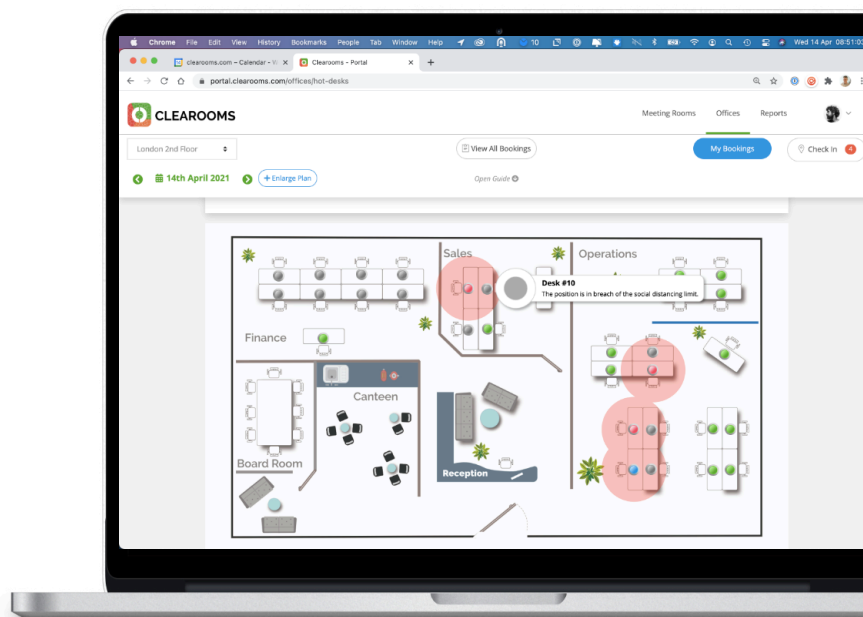 Chrome File Edit View History Bookmarks People Tab Window Help 10 Wed 14 Apr 08:51:03
clearooms.com – Calendar – Clearooms – Portal
portal.clearooms.com/offices/hot-desks
CLEAROOMS Meeting Rooms Offices Reports
London 2nd Floor View All Bookings My Bookings Check In 4
14th April 2021 + Enlarge Plan Open Guide
Sales Operations
Desk #10
The position is in breach of the social distancing limit.
Finance
Canteen
Board Room
Reception